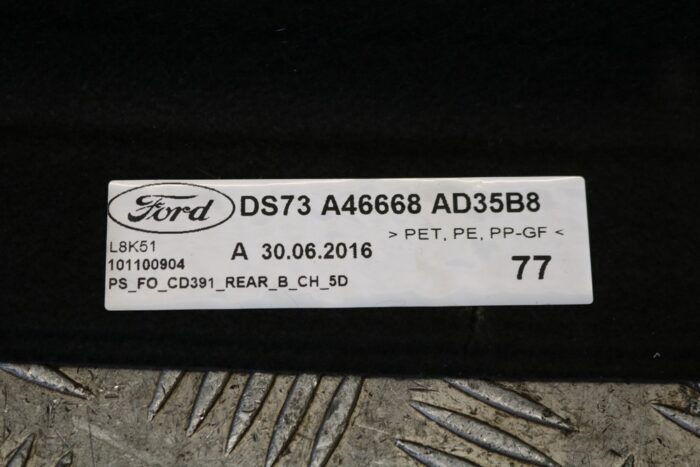 Ford DS73 A46668 AD35B8
> PET, PE, PP-GF <
L8K51
A 30.06.2016
101100904
77
PS_FO_CD391_REAR_B_CH_5D